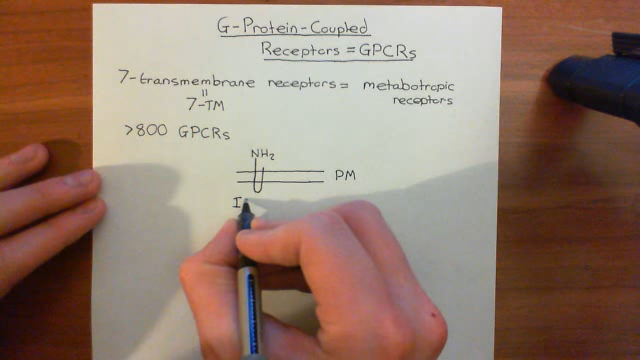 G-Protein-Coupled
Receptors = GPCRs
7-transmembrane receptors = metabotropic
receptors
=
7-TM
>800 GPCRs
NH2
PM
I